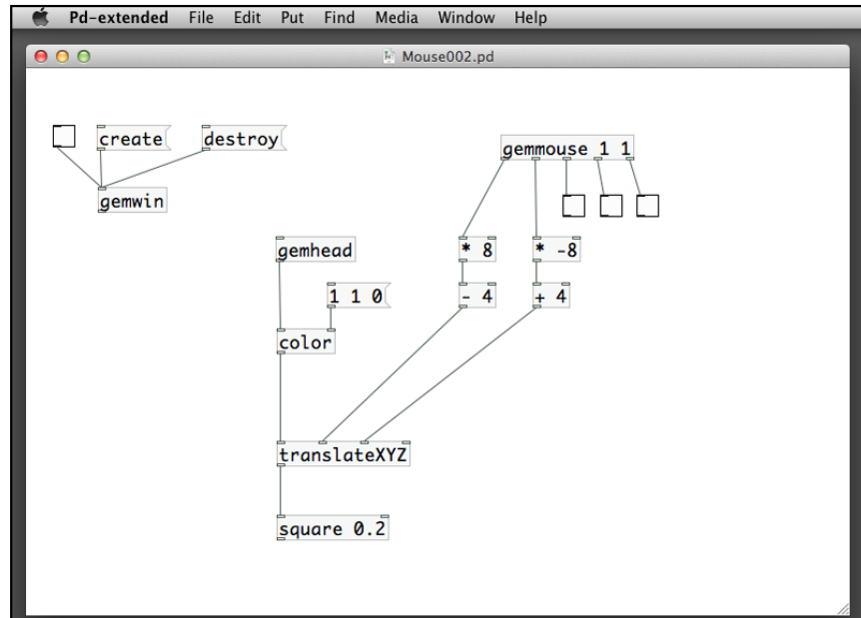 Pd-extended File Edit Put Find Media Window Help
Mouse002.pd
create
destroy
gemwin
gemmouse 1 1
gemhead
* 8
* -8
1 1 0
- 4
+ 4
color
translateXYZ
square 0.2